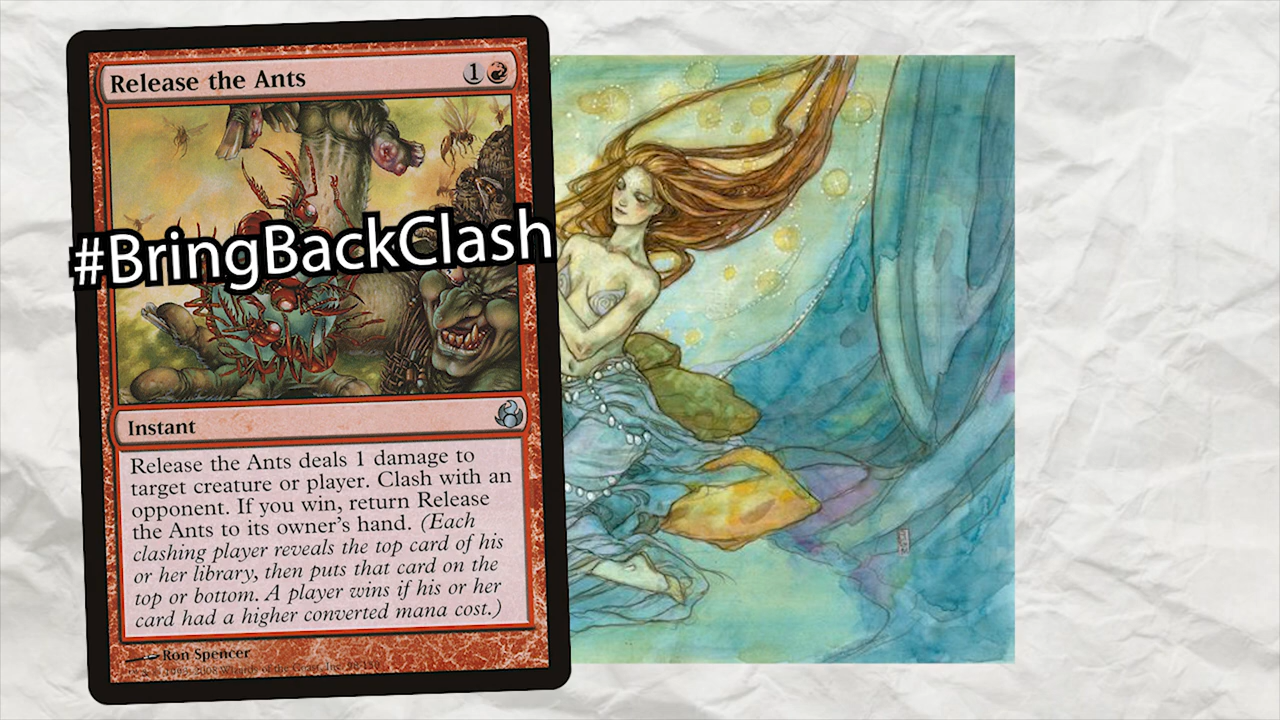 Release the Ants 1
#BringBackClash
Instant
Release the Ants deals 1 damage to
target creature or player. Clash with an
opponent. If you win, return Release
the Ants to its owner's hand. (Each
clashing player reveals the top card of his
or her library, then puts that card on the
top or bottom. A player wins if his or her
card had a higher converted mana cost.)
Ron Spencer